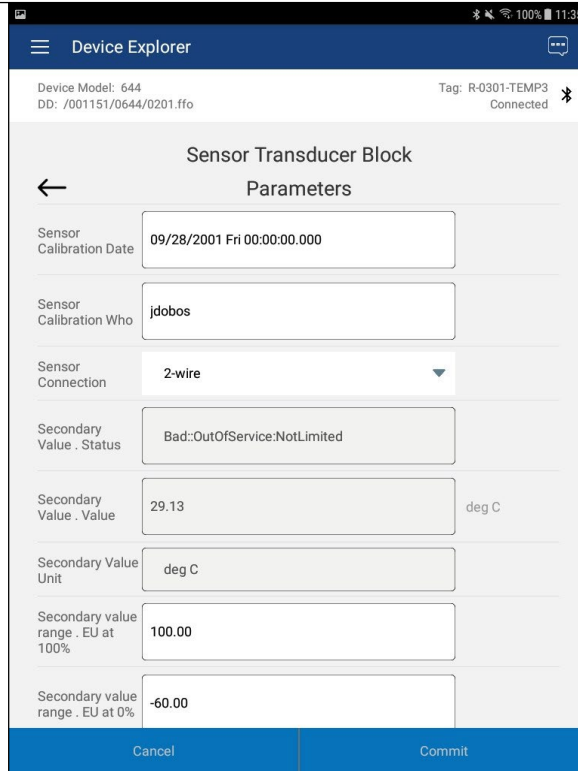 100% 11:35
Device Explorer
Device Model: 644
Tag: R-0301-TEMP3
DD: /001151/0644/0201.ffo
Connected
Sensor Transducer Block
Parameters
Sensor
Calibration Date
09/28/2001 Fri 00:00:00.000
Sensor
Calibration Who
jdobos
Sensor
Connection
2-wire
Secondary
Value . Status
Bad::OutOfService:NotLimited
Secondary
Value . Value
29.13
deg C
Secondary Value
Unit
deg C
Secondary value
range . EU at
100%
100.00
Secondary value
range . EU at 0%
-60.00
Cancel
Commit